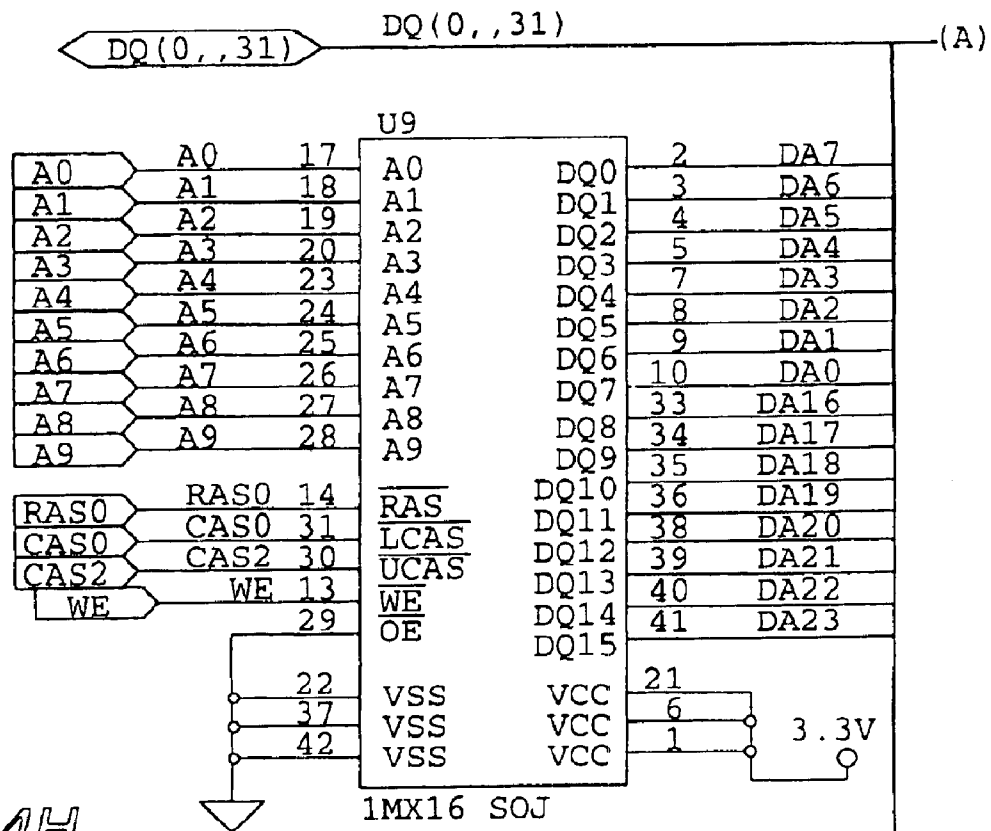 DQ(0,,31) DQ(0,,31) (A)
U9
A0 A0 17 A0 DQ0 2 DA7
A1 A1 18 A1 DQ1 3 DA6
A2 A2 19 A2 DQ2 4 DA5
A3 A3 20 A3 DQ3 5 DA4
A4 A4 23 A4 DQ4 7 DA3
A5 A5 24 A5 DQ5 8 DA2
A6 A6 25 A6 DQ6 9 DA1
A7 A7 26 A7 DQ7 10 DA0
A8 A8 27 A8 DQ8 33 DA16
A9 A9 28 A9 DQ9 34 DA17
DQ10 35 DA18
RAS0 RAS0 14 RAS DQ11 36 DA19
CAS0 CAS0 31 LCAS DQ12 38 DA20
CAS2 CAS2 30 UCAS DQ13 39 DA21
WE WE 13 WE DQ14 40 DA22
29 OE DQ15 41 DA23
22 VSS VCC 21
37 VSS VCC 6
42 VSS VCC 1
3.3V
1MX16 SOJ